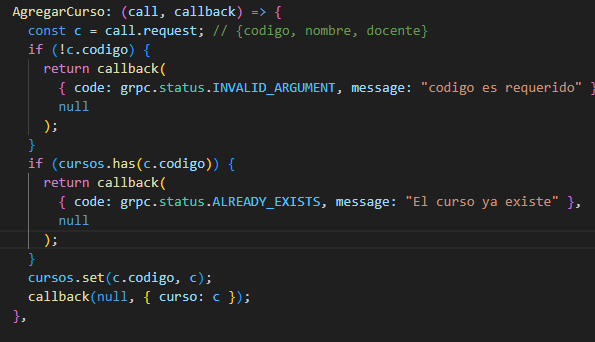 AgregarCurso: (call, callback) => {
const c = call.request; // {codigo, nombre, docente}
if (!c.codigo) {
return callback(
{ code: grpc.status.INVALID_ARGUMENT, message: "codigo es requerido" }
null
);
}
if (cursos.has(c.codigo)) {
return callback(
{ code: grpc.status.ALREADY_EXISTS, message: "El curso ya existe" },
null
);
}
cursos.set(c.codigo, c);
callback(null, { curso: c });
},